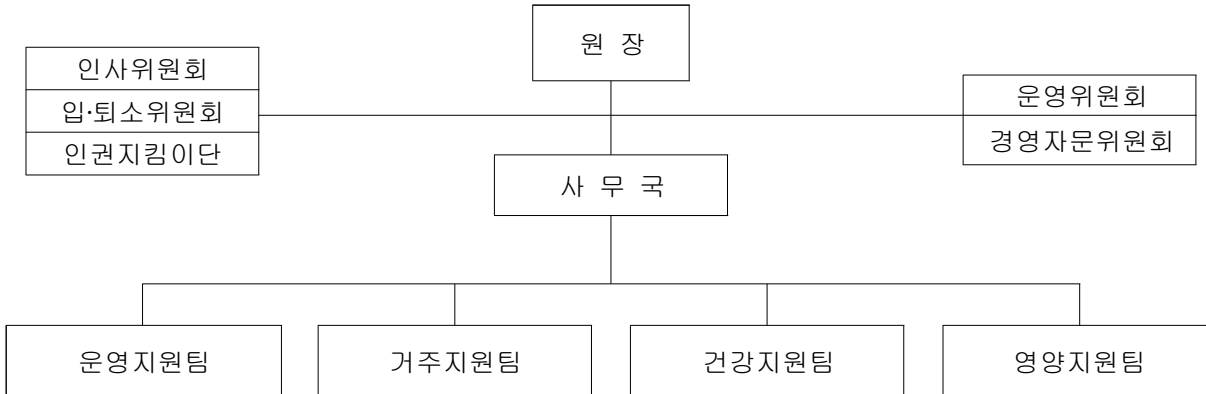 원 장
인사위원회
입·퇴소위원회
인권지킴이단
운영위원회
경영자문위원회
사 무 국
운영지원팀
거주지원팀
건강지원팀
영양지원팀